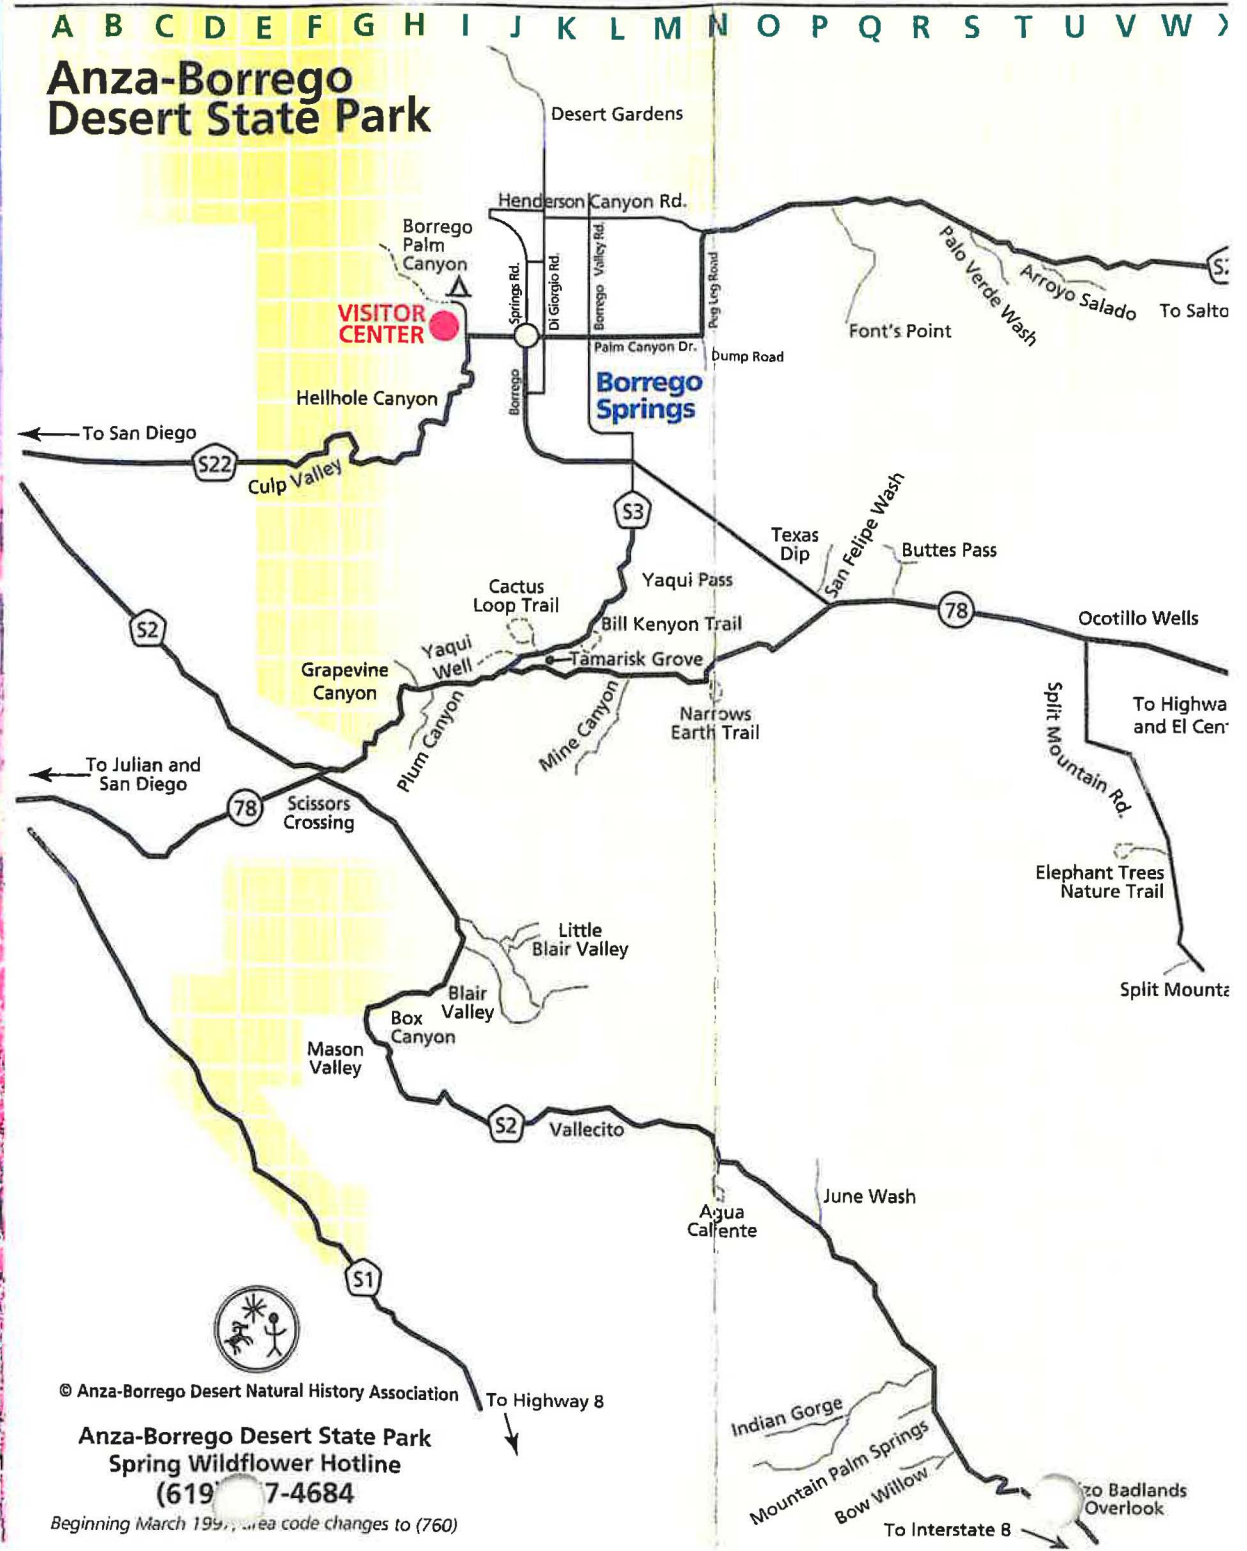 A B C D E F G H I J K L M N O P Q R S T U V W
Anza-Borrego
Desert State Park
Desert Gardens
Henderson Canyon Rd.
Borrego
Palm
Canyon
VISITOR
CENTER
Springs Rd.
Di Giorgio Rd.
Borrego Valley Rd.
Peg Leg Road
Palm Canyon Dr.
Dump Road
Borrego
Borrego
Springs
Font's Point
Palo Verde Wash
Arroyo Salado
To Salto
Hellhole Canyon
To San Diego
S22
Culp Valley
S3
Texas
Dip
San Felipe Wash
Buttes Pass
78
Ocotillo Wells
Yaqui Pass
Cactus
Loop Trail
Bill Kenyon Trail
Yaqui
Well
Tamarisk Grove
S2
Grapevine
Canyon
Plum Canyon
Mine Canyon
Narrows
Earth Trail
Split Mountain Rd.
To Highwa
and El Cen
To Julian and
San Diego
78
Scissors
Crossing
Elephant Trees
Nature Trail
Split Mounta
Little
Blair Valley
Blair
Valley
Box
Canyon
Mason
Valley
S2
Vallecito
Agua
Caliente
June Wash
S1
© Anza-Borrego Desert Natural History Association
To Highway 8
Anza-Borrego Desert State Park
Spring Wildflower Hotline
(619) 7-4684
Beginning March 1997, area code changes to (760)
Indian Gorge
Mountain Palm Springs
Bow Willow
zo Badlands
Overlook
To Interstate 8